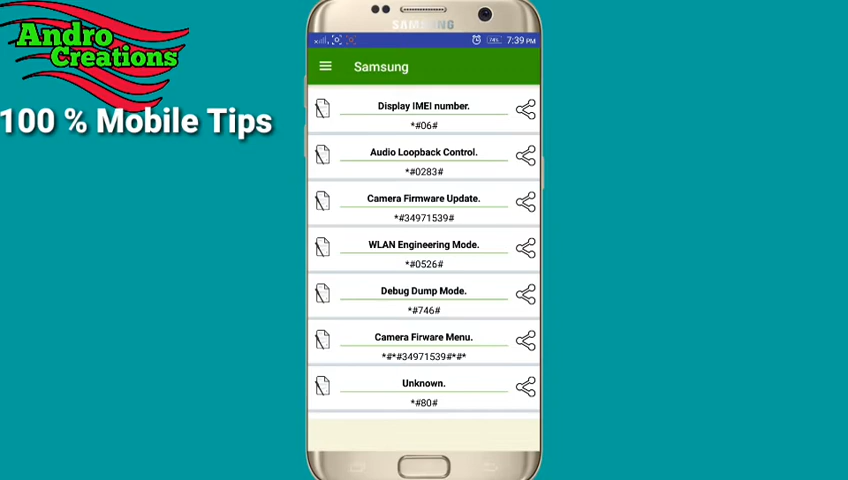 Andro
Creations
100 % Mobile Tips
SAMSUNG
74%
7:39 PM
Samsung
Display IMEI number.
*#06#
Audio Loopback Control.
*#0283#
Camera Firmware Update.
*#34971539#
WLAN Engineering Mode.
*#0526#
Debug Dump Mode.
*#746#
Camera Firware Menu.
*#*#34971539#*#*
Unknown.
*#80#